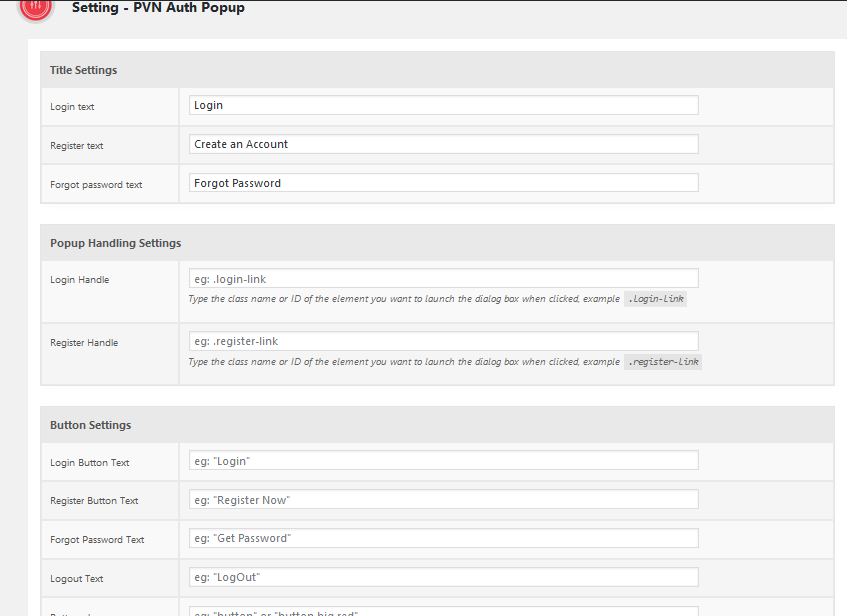 Setting - PVN Auth Popup
Title Settings
Login text
Login
Register text
Create an Account
Forgot password text
Forgot Password
Popup Handling Settings
Login Handle
eg: .login-link
Type the class name or ID of the element you want to launch the dialog box when clicked, example .login-link
Register Handle
eg: .register-link
Type the class name or ID of the element you want to launch the dialog box when clicked, example .register-link
Button Settings
Login Button Text
eg: "Login"
Register Button Text
eg: "Register Now"
Forgot Password Text
eg: "Get Password"
Logout Text
eg: "LogOut"
eg: "button" or "button big red"